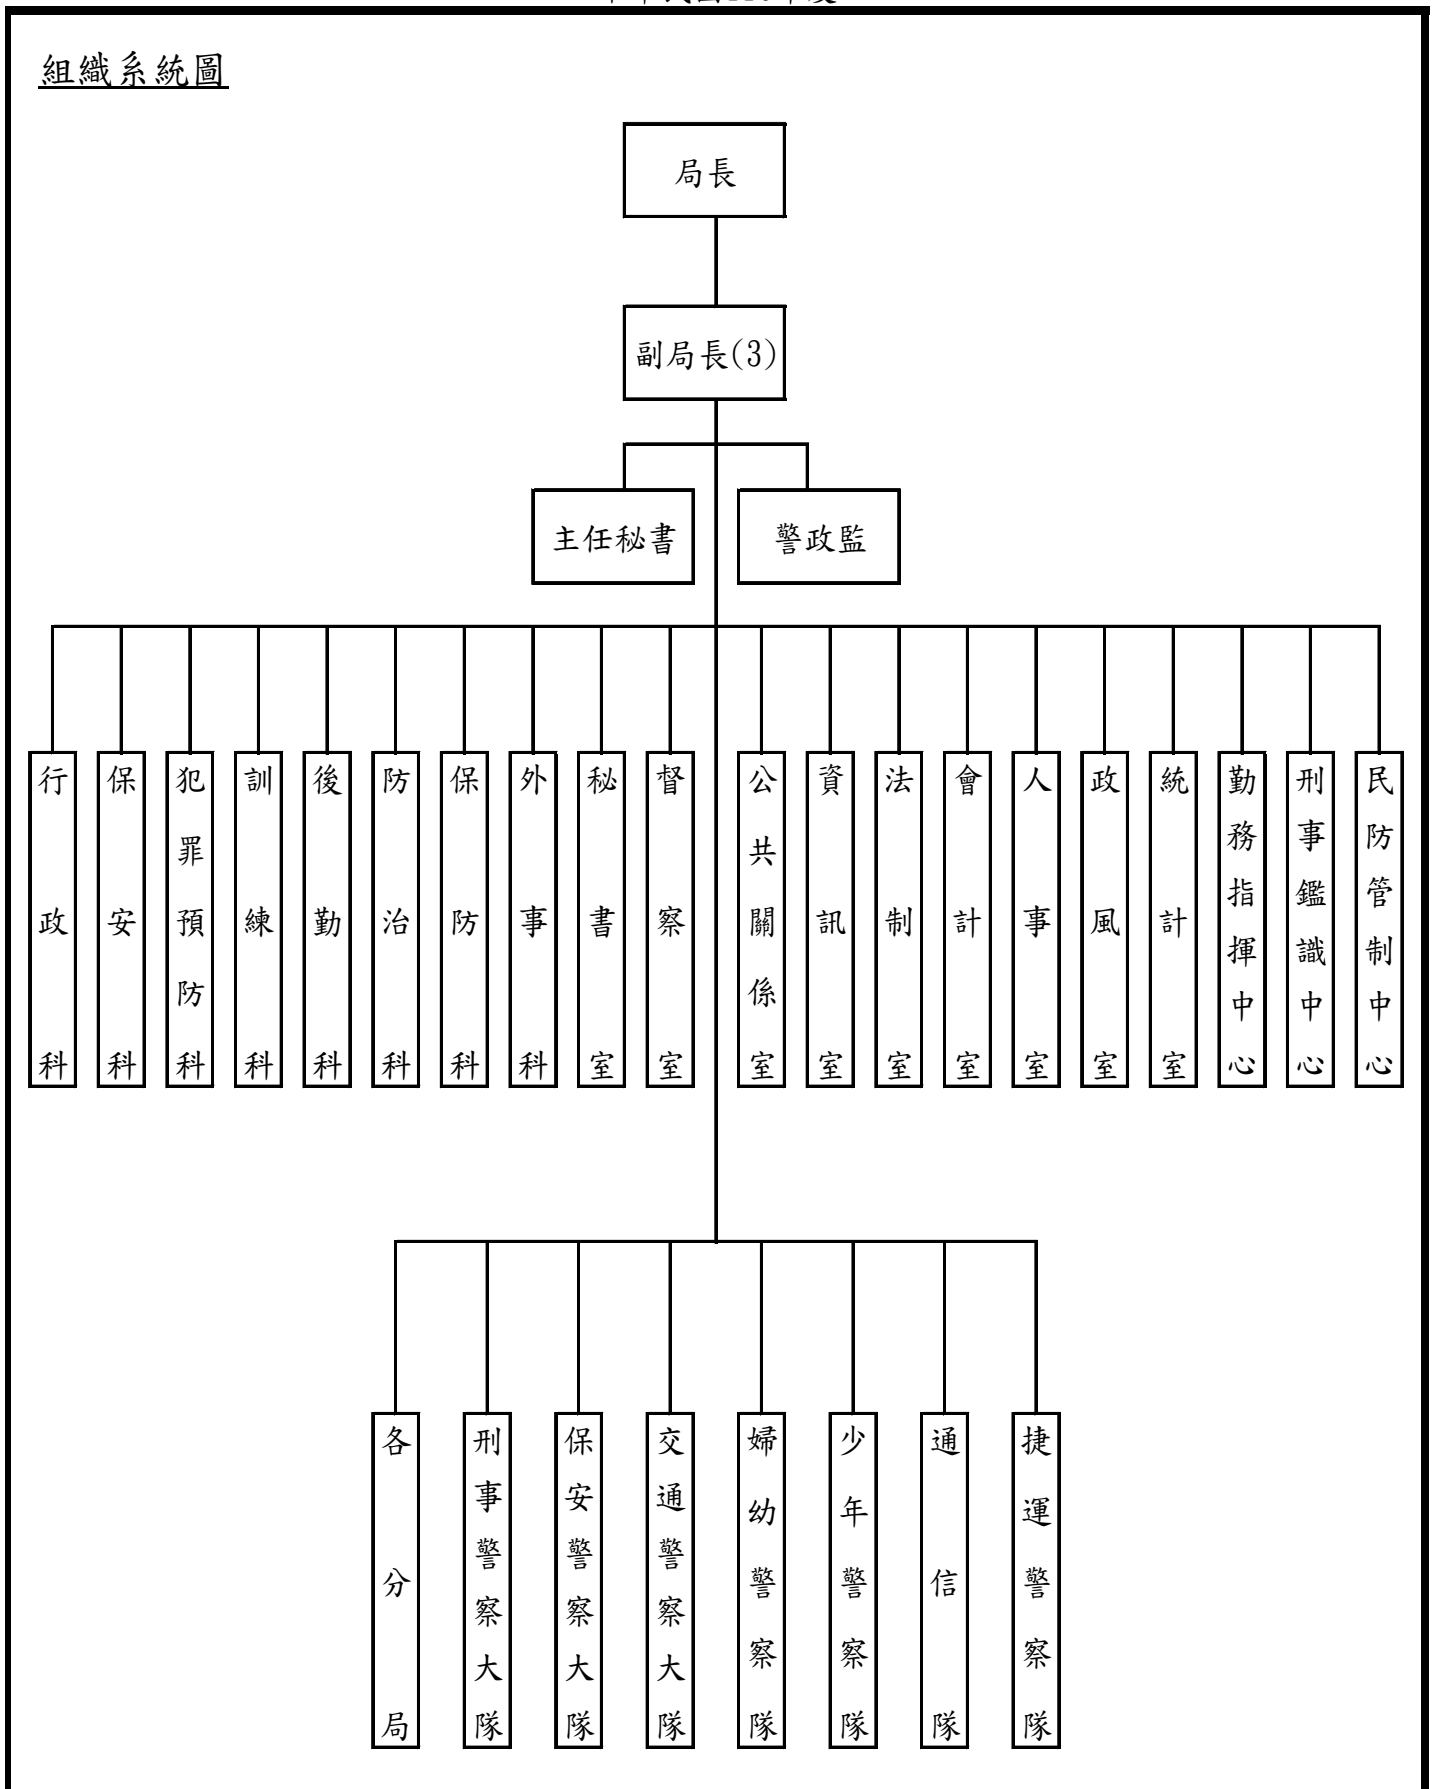 組織系統圖
局長
副局長(3)
主任秘書
警政監
行政科
保安科
犯罪預防科
訓練科
後勤科
防治科
保防科
外事科
秘書室
督察室
公共關係室
資訊室
法制室
會計室
人事室
政風室
統計室
勤務指揮中心
刑事鑑識中心
民防管制中心
各分局
刑事警察大隊
保安警察大隊
交通警察大隊
婦幼警察隊
少年警察隊
通信隊
捷運警察隊